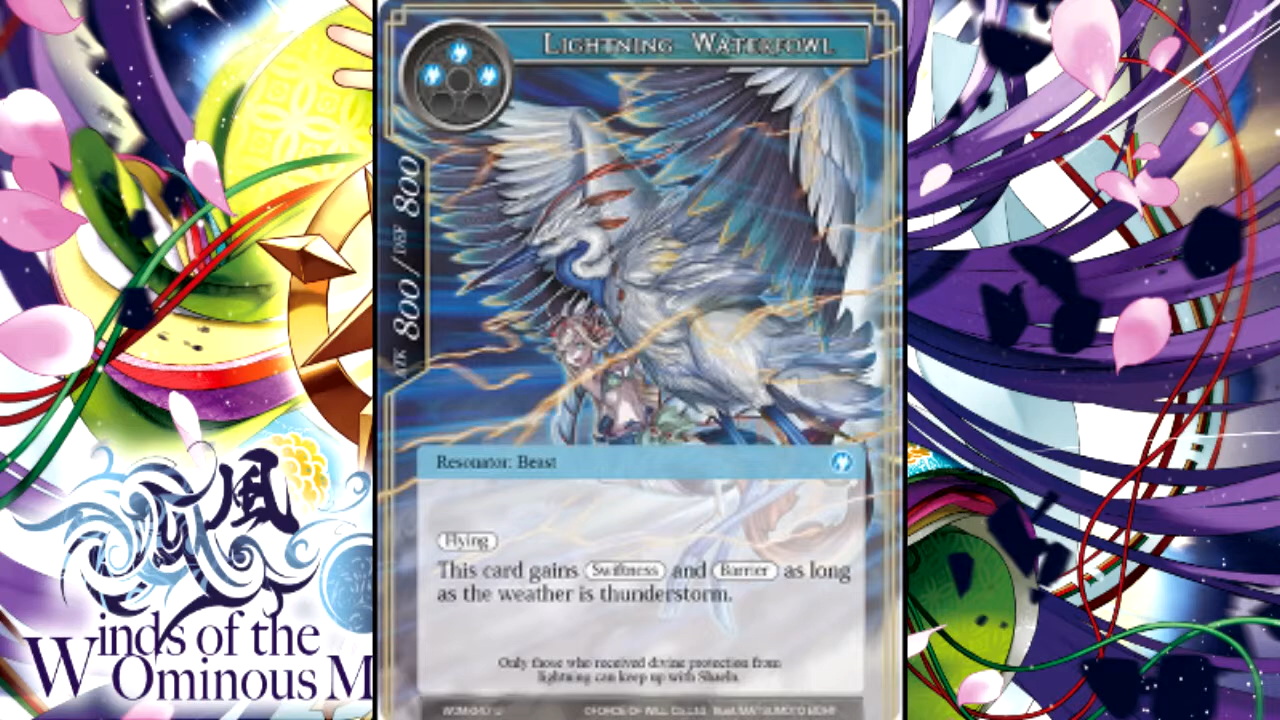 LIGHTNING WATERFOWL
ATK 800 / DEF 800
Resonator: Beast
Flying
This card gains Swiftness and Barrier as long
as the weather is thunderstorm.
Only those who received divine protection from
lightning can keep up with
風
Winds of the
Ominous M